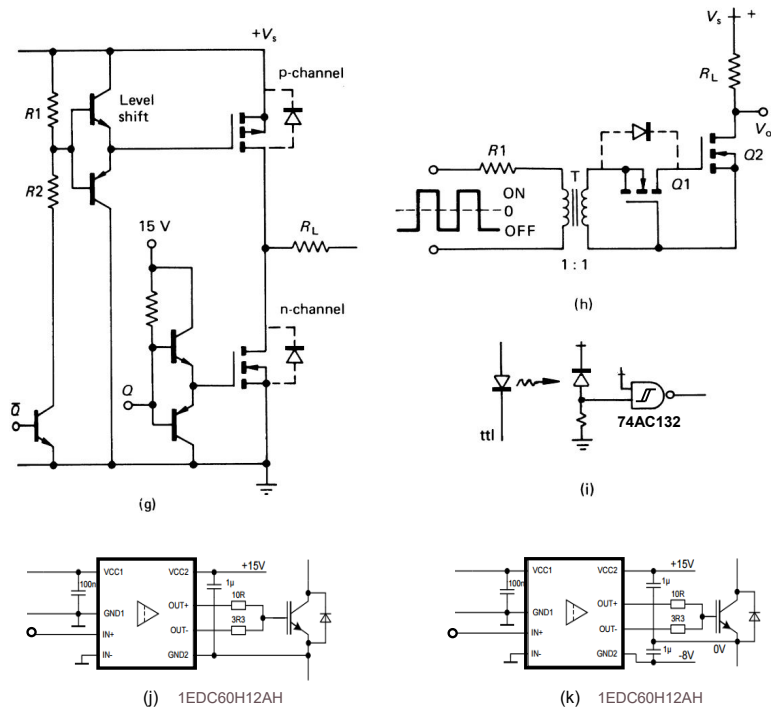 +Vs
p-channel
Level
shift
R1
R2
15 V
RL
n-channel
Q
Q
(g)
Vs +
RL
Vo
R1
T
Q1
Q2
ON
0
OFF
1 : 1
(h)
ttl
74AC132
(i)
VCC1
VCC2
+15V
100n
1µ
OUT+
10R
GND1
OUT-
3R3
IN+
IN-
GND2
(j) 1EDC60H12AH
VCC1
VCC2
+15V
100n
1µ
OUT+
10R
GND1
OUT-
3R3
IN+
0V
1µ
IN-
GND2
-8V
(k) 1EDC60H12AH